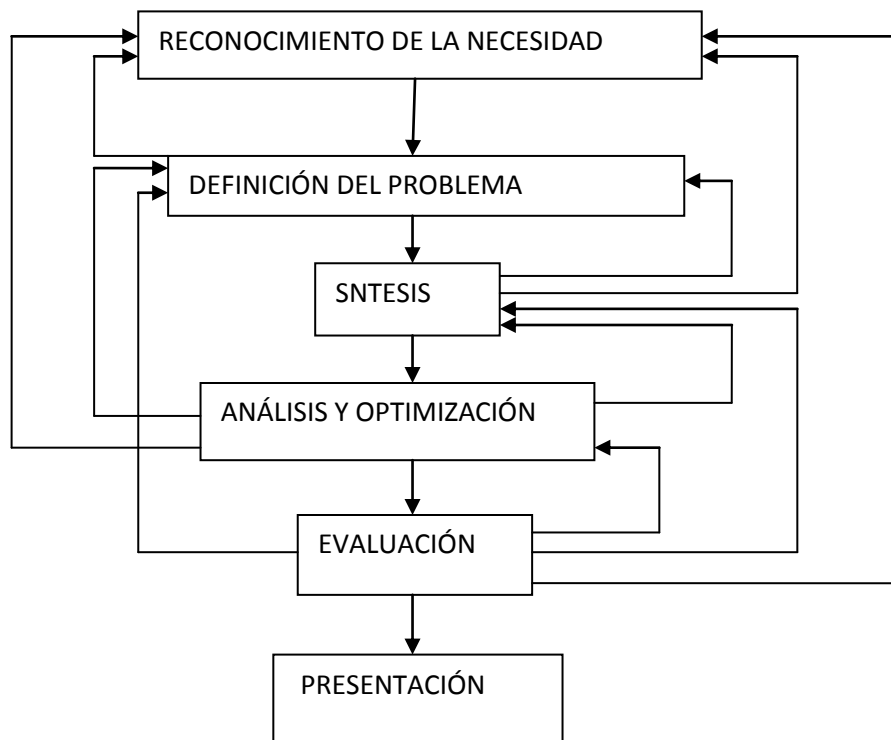 RECONOCIMIENTO DE LA NECESIDAD
DEFINICIÓN DEL PROBLEMA
SNTESIS
ANÁLISIS Y OPTIMIZACIÓN
EVALUACIÓN
PRESENTACIÓN